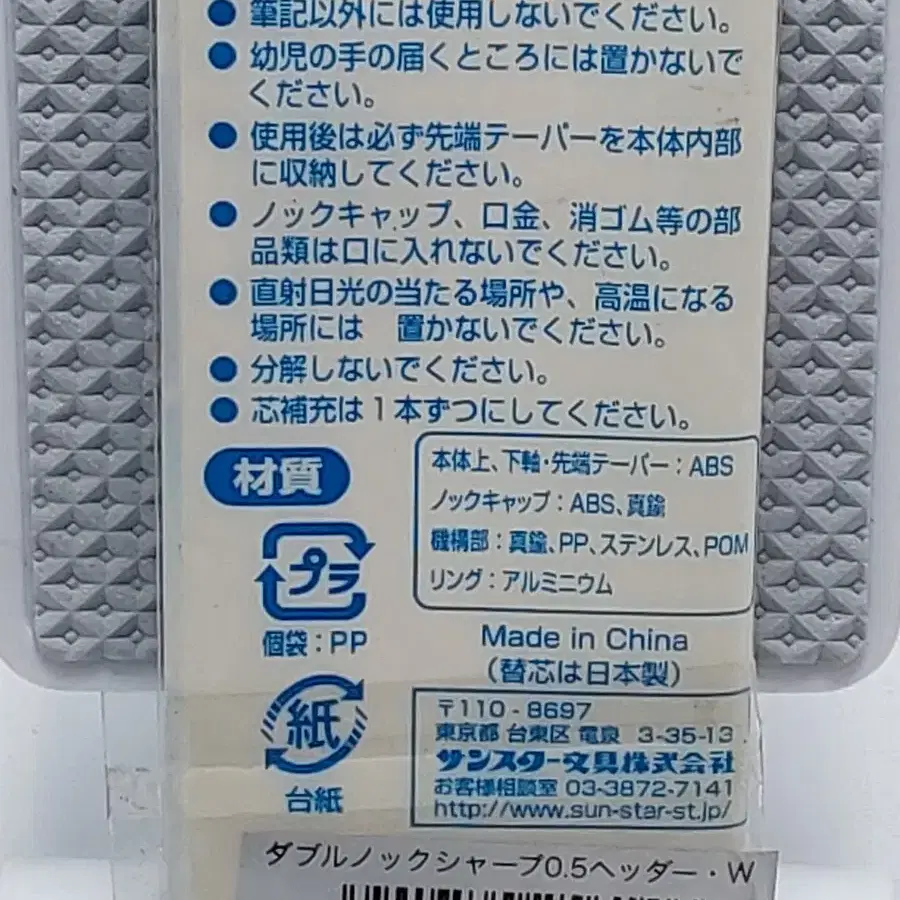 ● 筆記以外には使用しないでください。
● 幼児の手の届くところには置かないで
ください。
● 使用後は必ず先端テーパーを本体内部
に収納してください。
● ノックキャップ、口金、消ゴム等の部
品類は口に入れないでください。
● 直射日光の当たる場所や、高温になる
場所には 置かないでください。
● 分解しないでください。
● 芯補充は1本ずつにしてください。
材質
本体上、下軸・先端テーパー:ABS
ノックキャップ:ABS、真鍮
機構部:真鍮、PP、ステンレス、POM
リング:アルミニウム
プラ
個袋:PP
Made in China
(替芯は日本製)
紙
台紙
〒110-8697
東京都 台東区 竜泉 3-35-13
サンスター文具株式会社
お客様相談室 03-3872-7141
http://www.sun-star-st.jp/
ダブルノックシャープ0.5ヘッダー・W